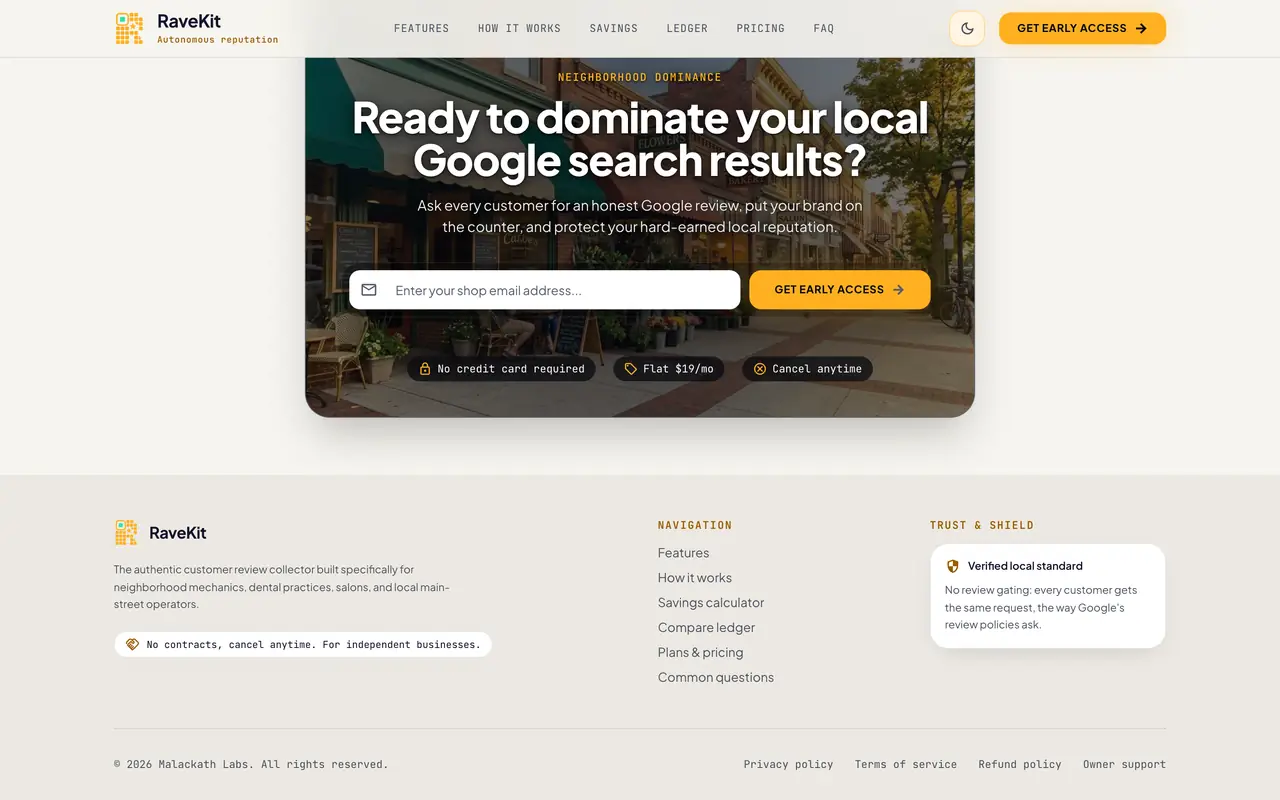 RaveKit
Autonomous reputation
FEATURES
HOW IT WORKS
SAVINGS
LEDGER
PRICING
FAQ
GET EARLY ACCESS
NEIGHBORHOOD DOMINANCE
Ready to dominate your local
Google search results?
Ask every customer for an honest Google review, put your brand on
the counter, and protect your hard-earned local reputation.
FLOWERS
BAKERY
SALON
Enter your shop email address...
GET EARLY ACCESS
No credit card required
Flat $19/mo
Cancel anytime
RaveKit
The authentic customer review collector built specifically for
neighborhood mechanics, dental practices, salons, and local main-
street operators.
No contracts, cancel anytime. For independent businesses.
NAVIGATION
Features
How it works
Savings calculator
Compare ledger
Plans & pricing
Common questions
TRUST & SHIELD
Verified local standard
No review gating: every customer gets
the same request, the way Google's
review policies ask.
© 2026 Malackath Labs. All rights reserved.
Privacy policy
Terms of service
Refund policy
Owner support